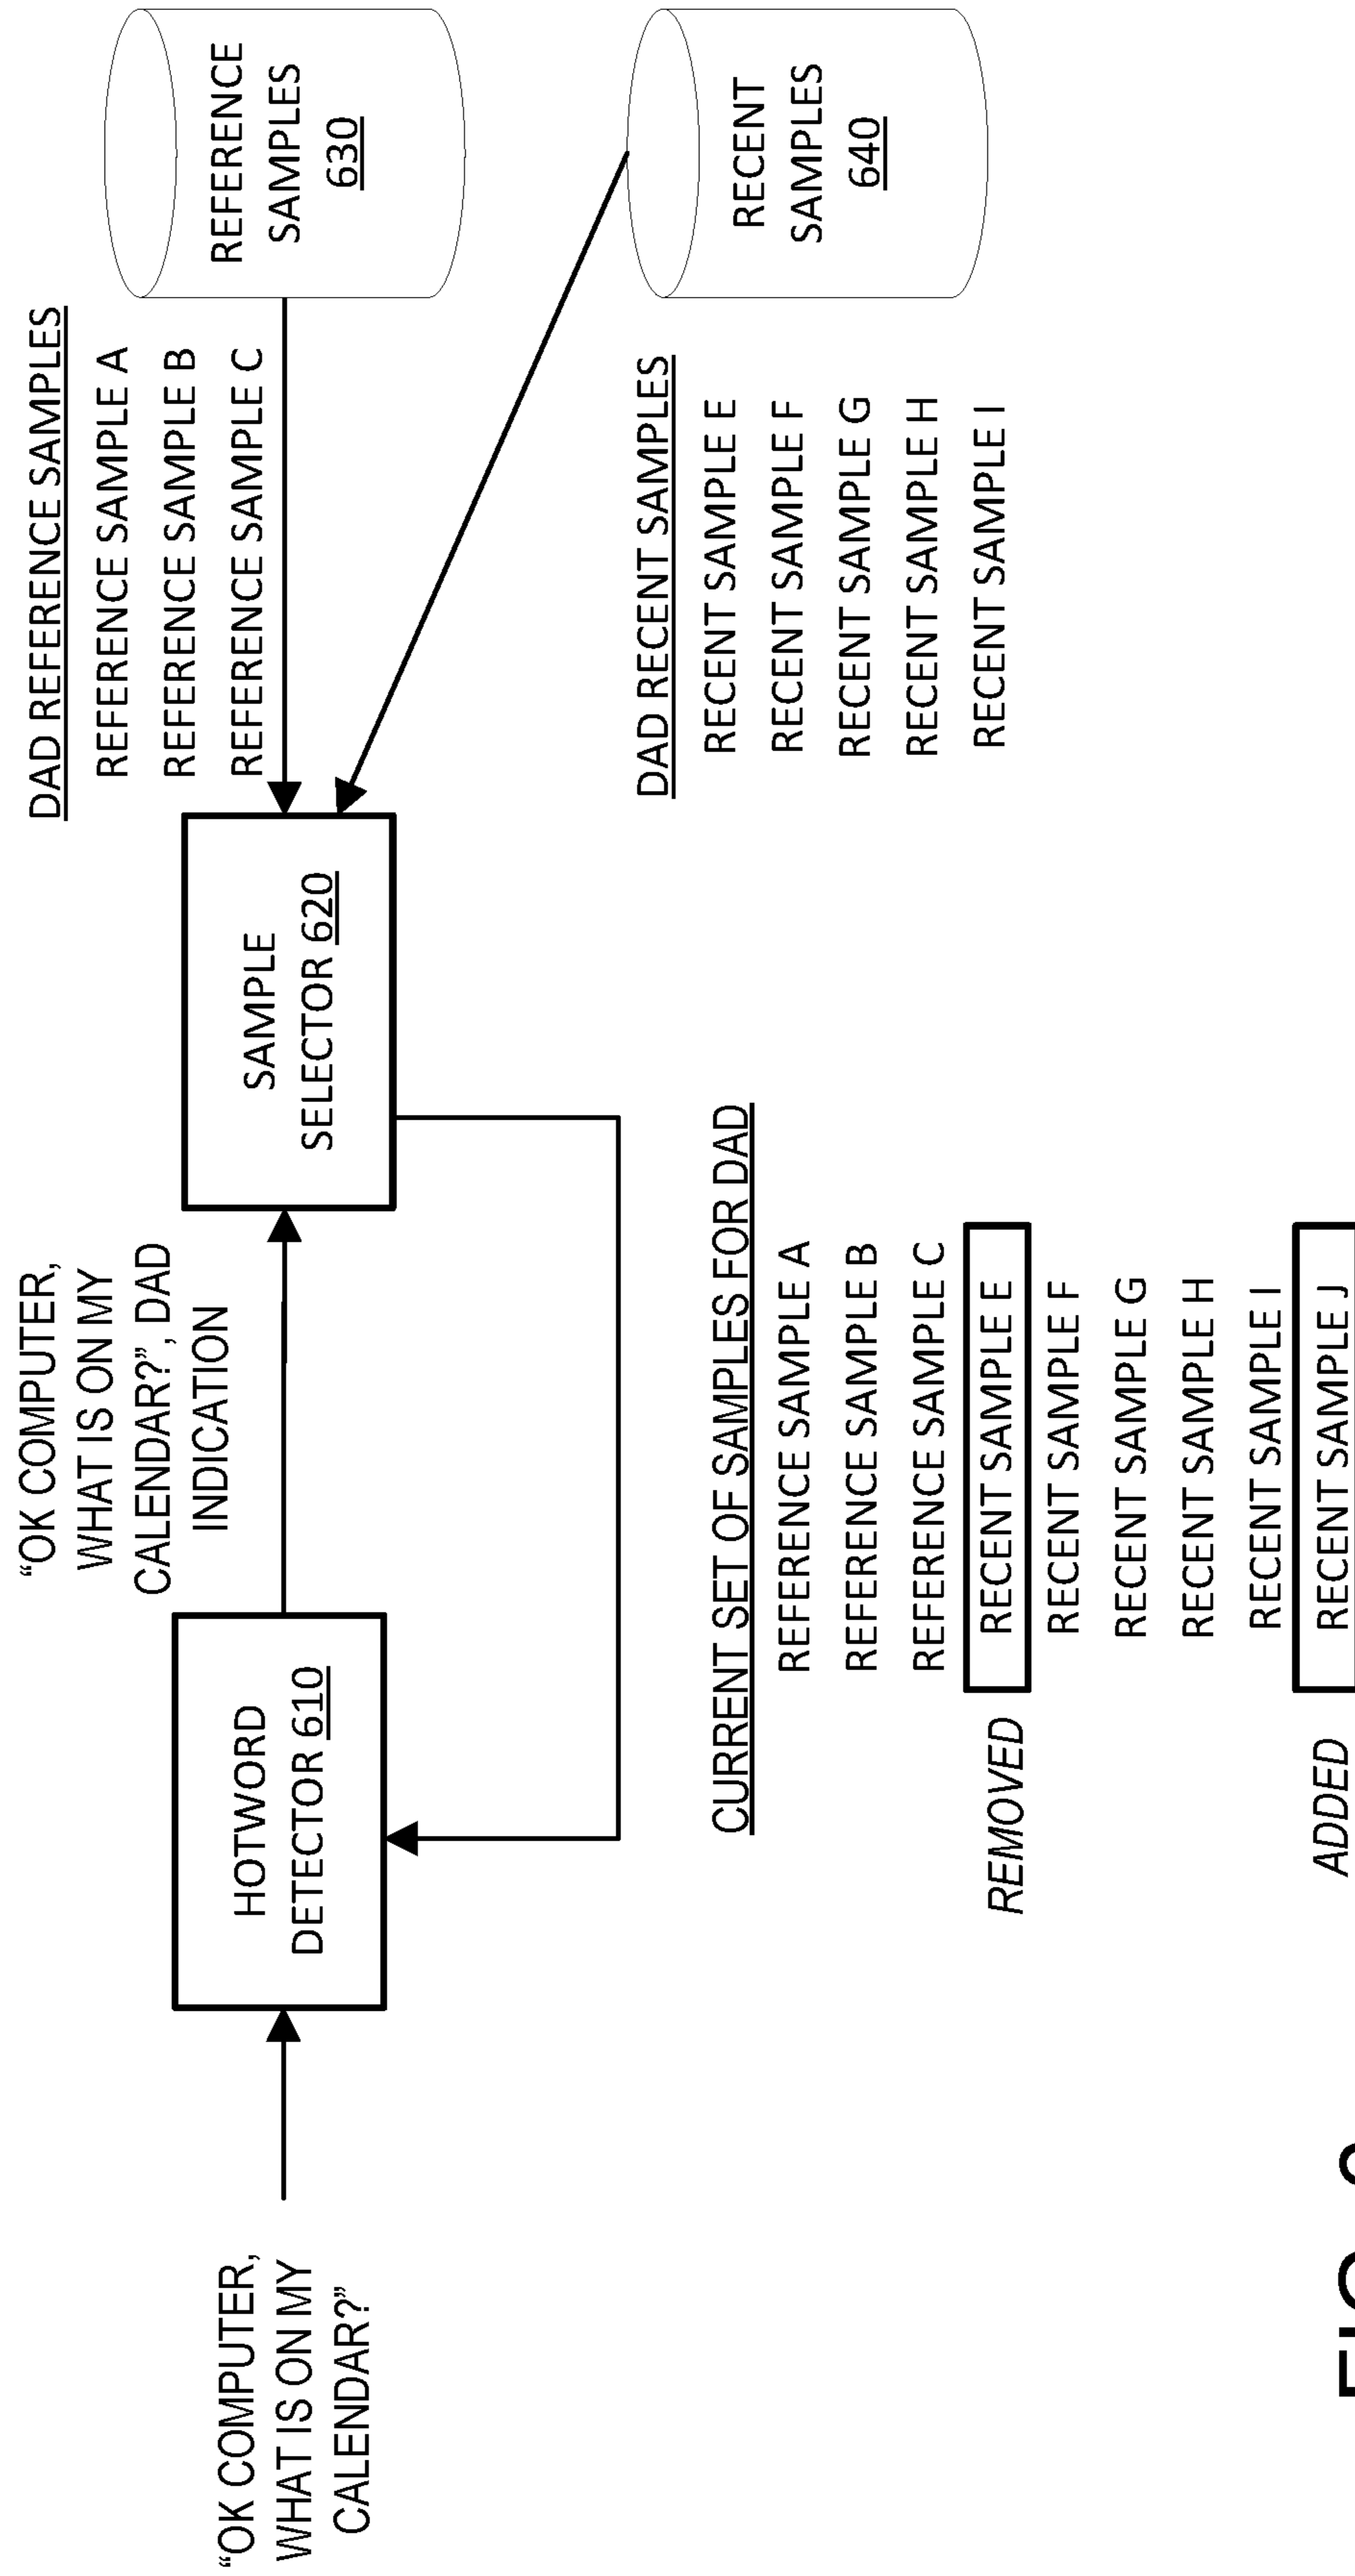 “OK COMPUTER,
WHAT IS ON MY
CALENDAR?”
HOTWORD
DETECTOR 610
“OK COMPUTER,
WHAT IS ON MY
CALENDAR?”, DAD
INDICATION
SAMPLE
SELECTOR 620
DAD REFERENCE SAMPLES
REFERENCE SAMPLE A
REFERENCE SAMPLE B
REFERENCE SAMPLE C
REFERENCE
SAMPLES
630
DAD RECENT SAMPLES
RECENT SAMPLE E
RECENT SAMPLE F
RECENT SAMPLE G
RECENT SAMPLE H
RECENT SAMPLE I
RECENT
SAMPLES
640
CURRENT SET OF SAMPLES FOR DAD
REFERENCE SAMPLE A
REFERENCE SAMPLE B
REFERENCE SAMPLE C
REMOVED RECENT SAMPLE E
RECENT SAMPLE F
RECENT SAMPLE G
RECENT SAMPLE H
RECENT SAMPLE I
ADDED RECENT SAMPLE J